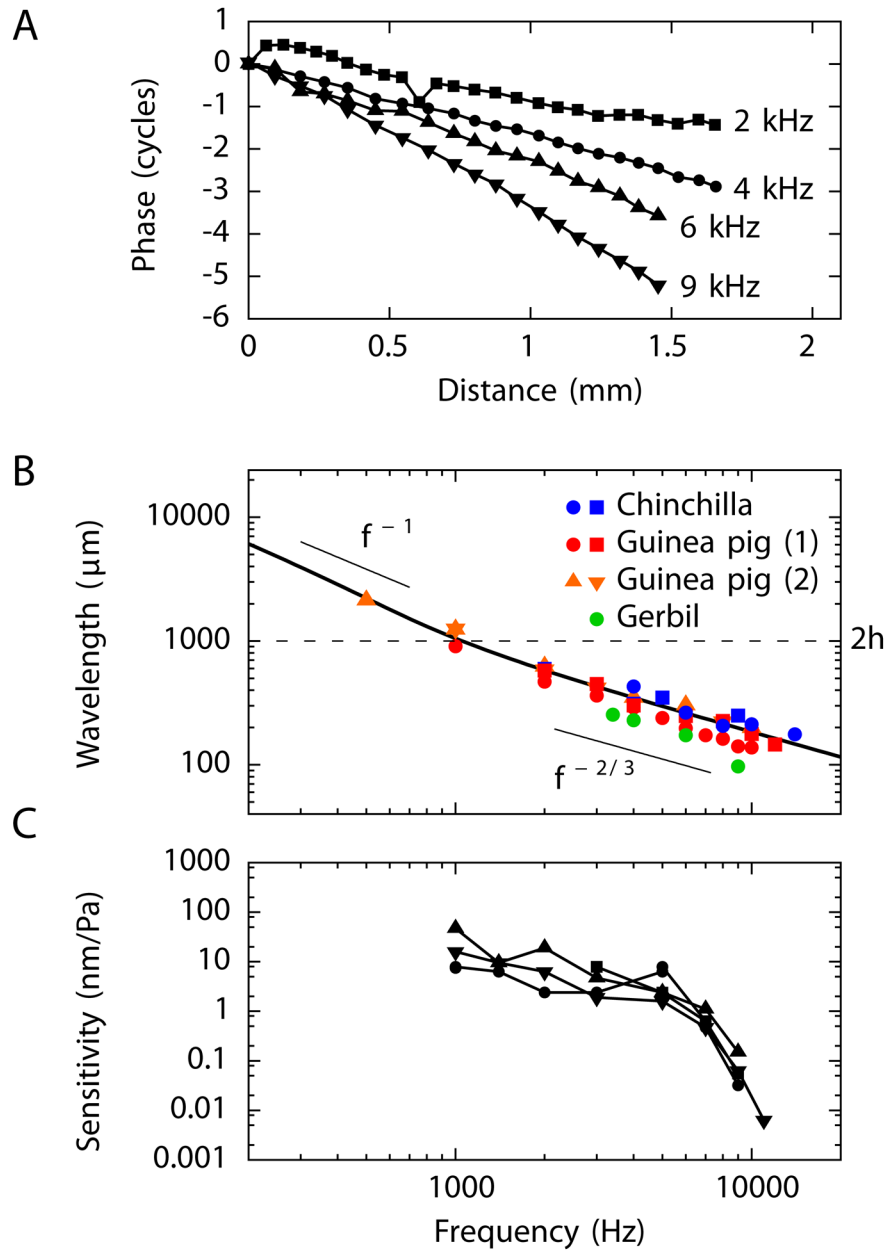 A
Phase (cycles)
0
-1
-2
-3
-4
-5
-6
2 kHz
4 kHz
6 kHz
9 kHz
0
0.5
1
1.5
2
Distance (mm)
B
Wavelength (μm)
10000
1000
100
f⁻¹
Chinchilla
Guinea pig (1)
Guinea pig (2)
Gerbil
2h
f⁻²/³
C
Sensitivity (nm/Pa)
1000
100
10
1
0.1
0.01
0.001
1000
10000
Frequency (Hz)